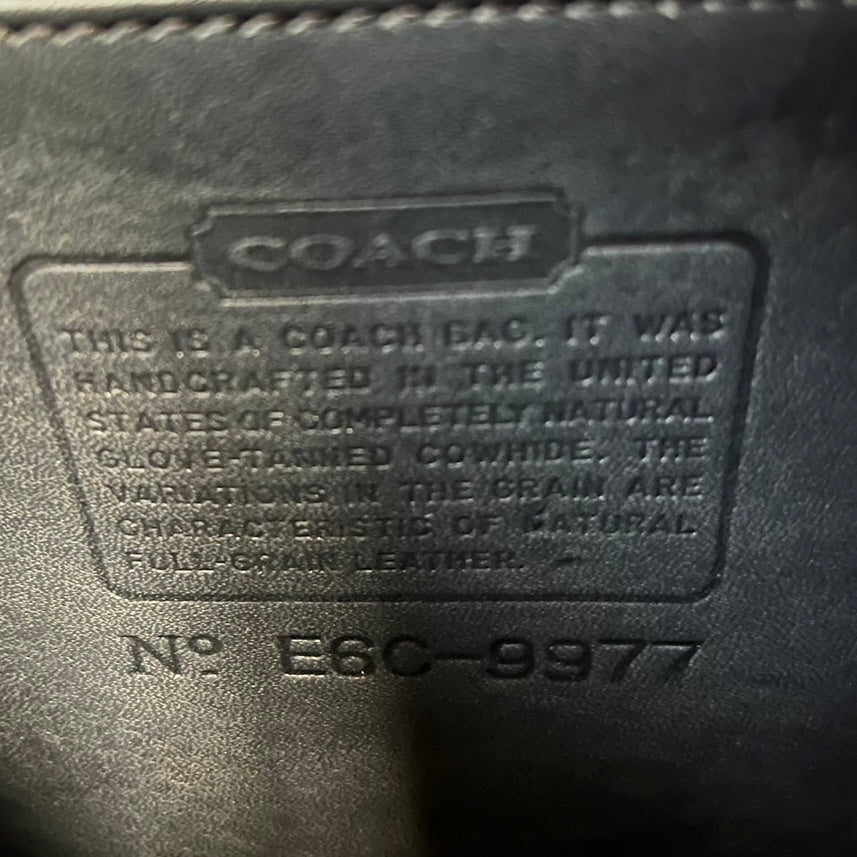 COACH
THIS IS A COACH BAG. IT WAS
HANDCRAFTED IN THE UNITED
STATES OF COMPLETELY NATURAL
GLOVE-TANNED COWHIDE. THE
VARIATIONS IN THE GRAIN ARE
CHARACTERISTIC OF NATURAL
FULL-GRAIN LEATHER.
Nº E6C-9977